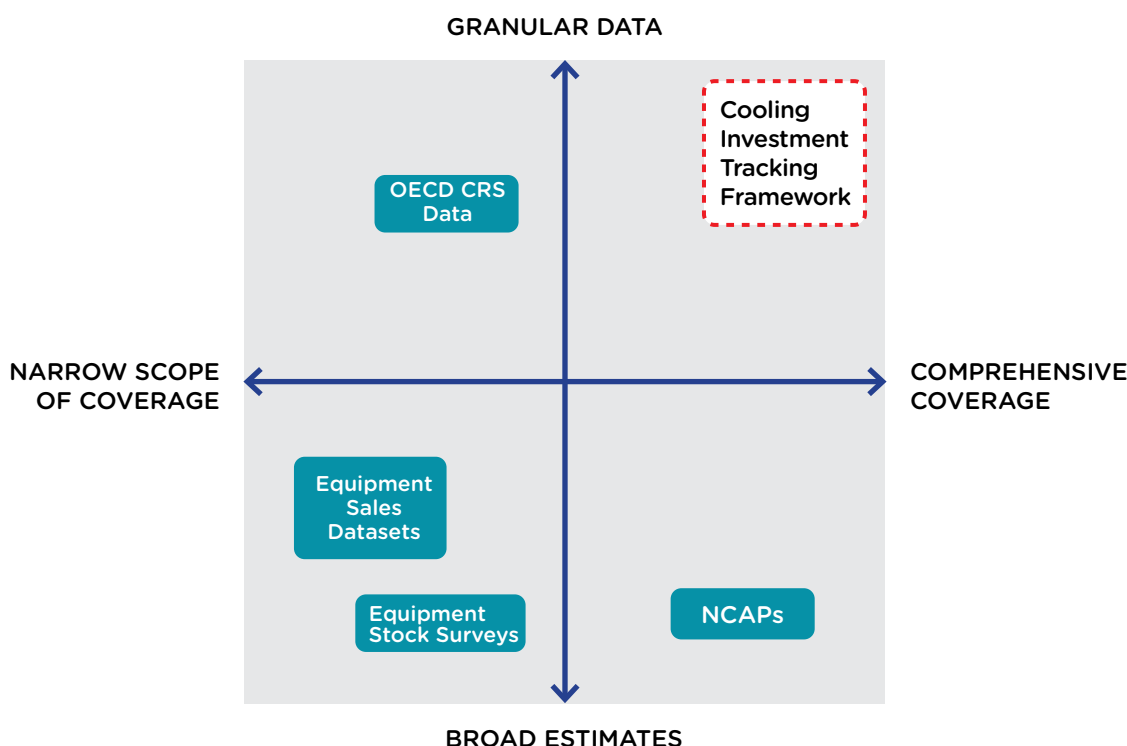 GRANULAR DATA
Cooling
Investment
Tracking
Framework
OECD CRS
Data
NARROW SCOPE
OF COVERAGE
COMPREHENSIVE
COVERAGE
Equipment
Sales
Datasets
Equipment
Stock Surveys
NCAPs
BROAD ESTIMATES